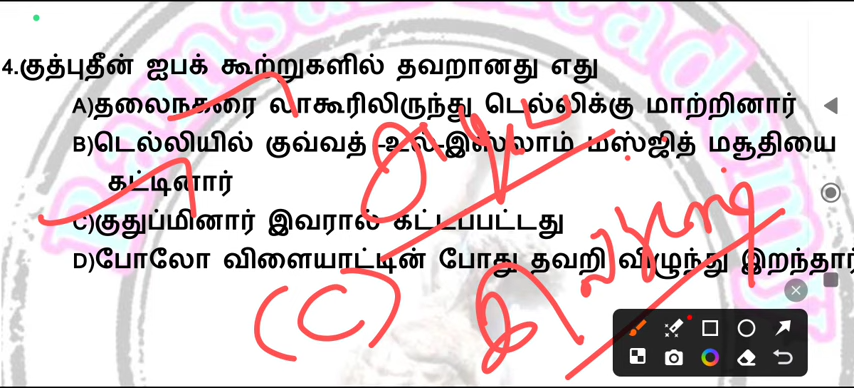 4.குத்புதீன் ஐபக் கூற்றுகளில் தவறானது எது
A)தலைநகரை லாகூரிலிருந்து டெல்லிக்கு மாற்றினார்
B)டெல்லியில் குவ்வத் -உல்-இஸ்லாம் மஸ்ஜித் மசூதியை
கட்டினார்
C)குதுப்மினார் இவரால் கட்டப்பட்டது
D)போலோ விளையாட்டின் போது தவறி விழுந்து இறந்தார்
(C)